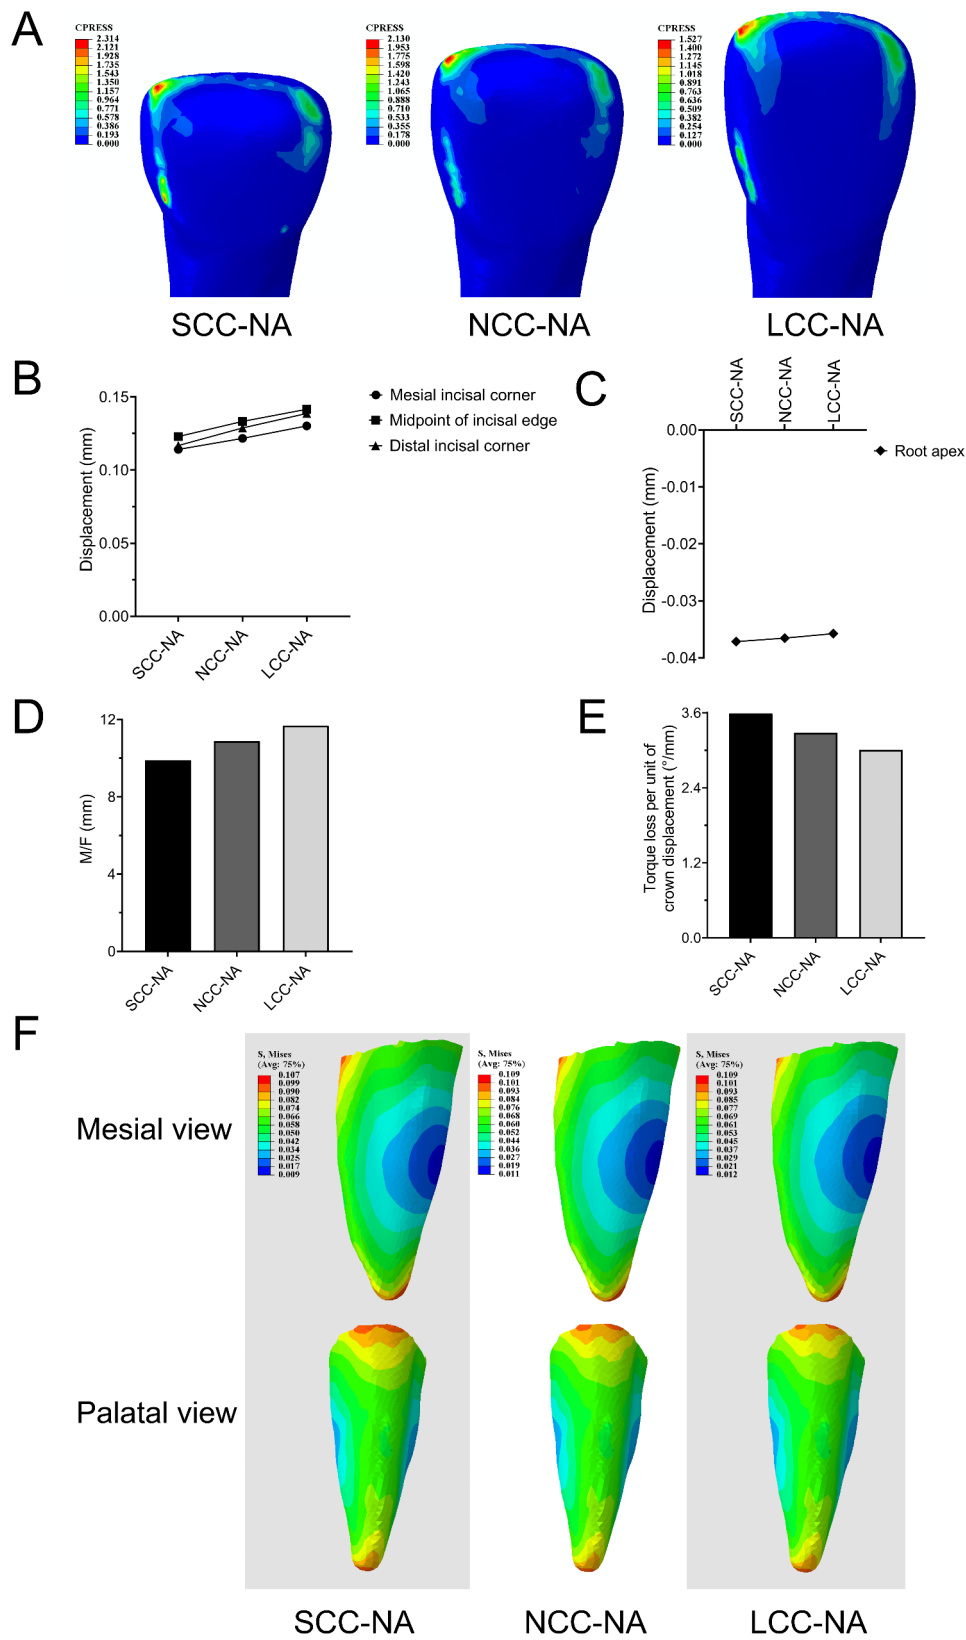 A
CPRESS
2.314
2.121
1.928
1.735
1.543
1.350
1.157
0.964
0.771
0.578
0.386
0.193
0.000
CPRESS
2.130
1.953
1.775
1.598
1.420
1.243
1.065
0.888
0.710
0.533
0.355
0.178
0.000
CPRESS
1.527
1.400
1.272
1.145
1.018
0.891
0.763
0.636
0.509
0.382
0.254
0.127
0.000
SCC-NA
NCC-NA
LCC-NA
B
Displacement (mm)
0.15
0.10
0.05
0.00
SCC-NA
NCC-NA
LCC-NA
Mesial incisal corner
Midpoint of incisal edge
Distal incisal corner
C
SCC-NA
NCC-NA
LCC-NA
Displacement (mm)
0.00
-0.01
-0.02
-0.03
-0.04
Root apex
D
M/F (mm)
12
8
4
0
SCC-NA
NCC-NA
LCC-NA
E
Torque loss per unit of
crown displacement (°/mm)
3.6
2.4
1.2
0.0
SCC-NA
NCC-NA
LCC-NA
F
Mesial view
Palatal view
S, Mises
(Avg: 75%)
0.107
0.099
0.090
0.082
0.074
0.066
0.058
0.050
0.042
0.034
0.025
0.017
0.009
S, Mises
(Avg: 75%)
0.109
0.101
0.093
0.084
0.076
0.068
0.060
0.052
0.044
0.036
0.027
0.019
0.011
S, Mises
(Avg: 75%)
0.109
0.101
0.093
0.085
0.077
0.069
0.061
0.053
0.045
0.037
0.029
0.021
0.012
SCC-NA
NCC-NA
LCC-NA